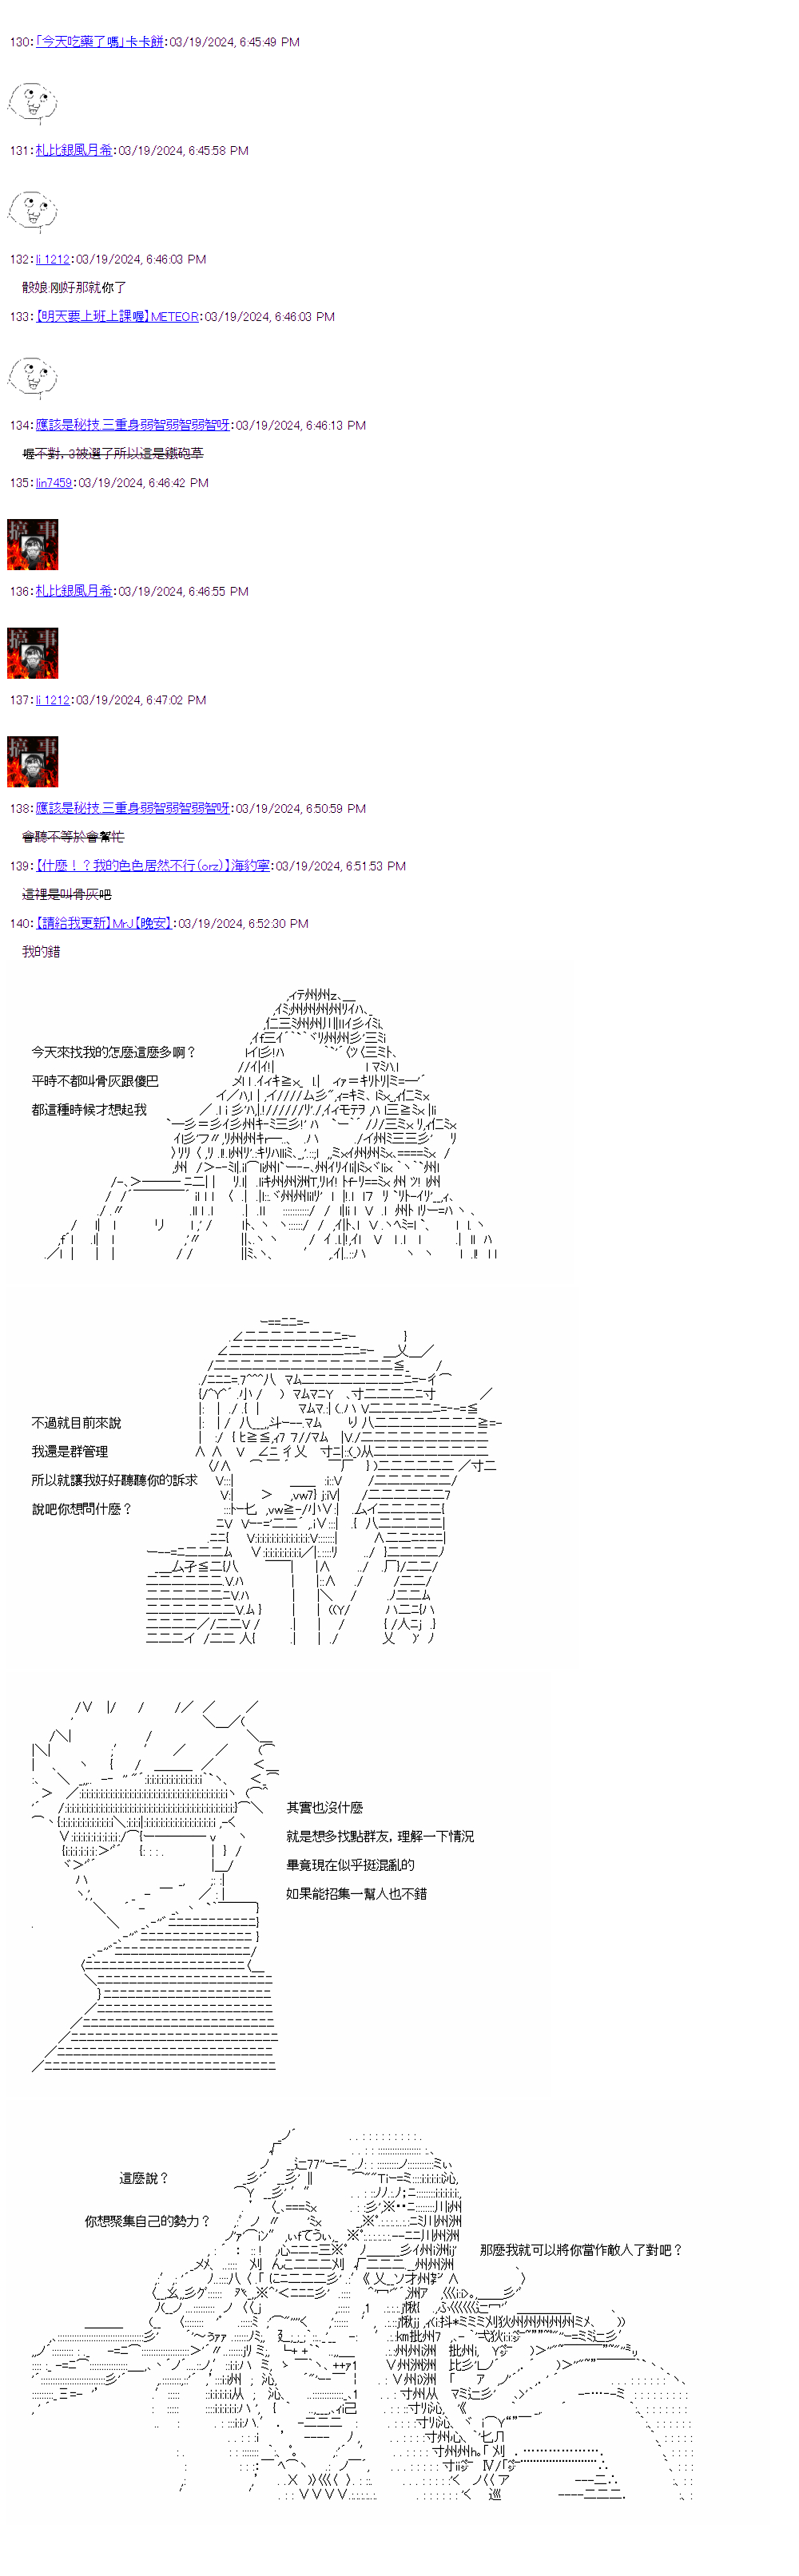 130:「今天吃藥了嗎」卡卡餅:03/19/2024, 6:45:49 PM
131:札比銀風月希:03/19/2024, 6:45:58 PM
132:li 1212:03/19/2024, 6:46:03 PM
骰娘:剛好那就你了
133:【明天要上班上課喔】METEOR:03/19/2024, 6:46:03 PM
134:應該是秘技.三重身弱智弱智弱智呀:03/19/2024, 6:46:13 PM
喔不對，3被選了所以這是鐵砲草
135:lin7459:03/19/2024, 6:46:42 PM
搞事
136:札比銀風月希:03/19/2024, 6:46:55 PM
搞事
137:li 1212:03/19/2024, 6:47:02 PM
搞事
138:應該是秘技.三重身弱智弱智弱智呀:03/19/2024, 6:50:59 PM
會聽不等於會幫忙
139:【什麼！？我的色色居然不行(orz)】海豹寧:03/19/2024, 6:51:53 PM
這裡是叫骨灰吧
140:【請給我更新】MrJ【晚安】:03/19/2024, 6:52:30 PM
我的錯
今天來找我的怎麼這麼多啊？
平時不都叫骨灰跟傻巴
都這種時候才想起我
不過就目前來說
我還是群管理
所以就讓我好好聽聽你的訴求
說吧你想問什麼？
其實也沒什麼
就是想多找點群友，理解一下情況
畢竟現在似乎挺混亂的
如果能招集一幫人也不錯
這麼說？
你想聚集自己的勢力？
那麼我就可以將你當作敵人了對吧？